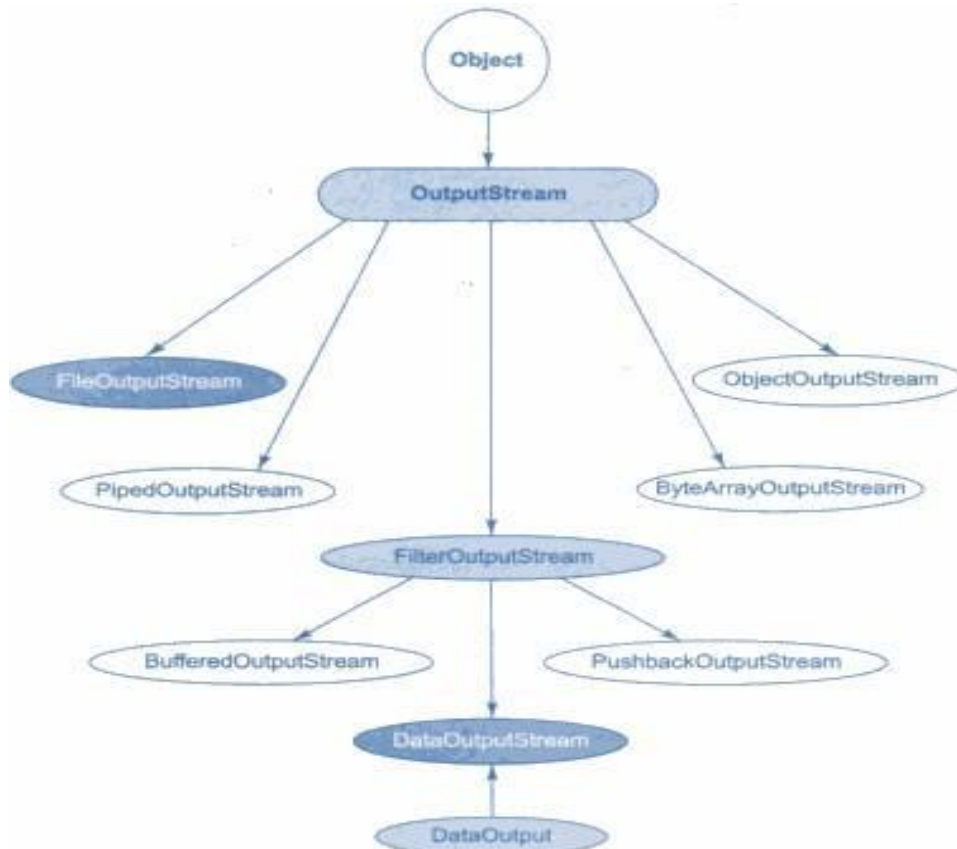 Object
OutputStream
FileOutputStream
ObjectOutputStream
PipedOutputStream
ByteArrayOutputStream
FilterOutputStream
BufferedOutputStream
PushbackOutputStream
DataOutputStream
DataOutput